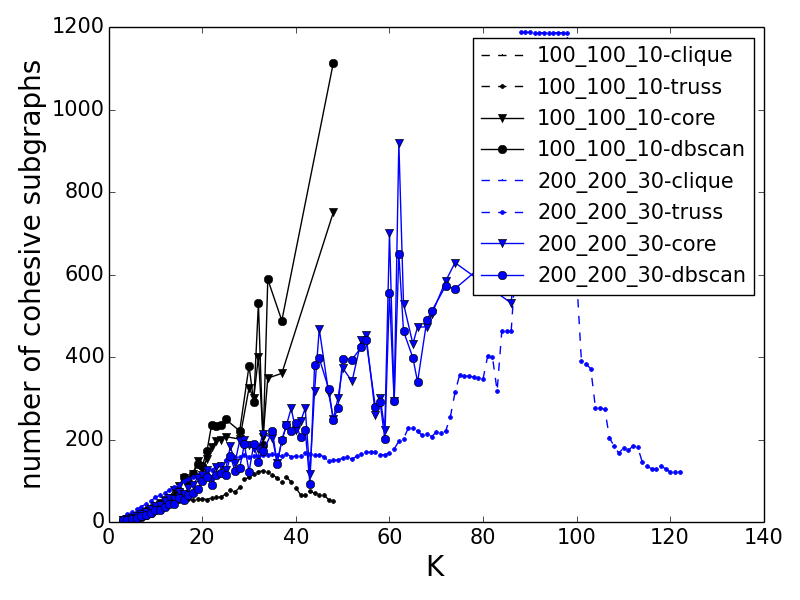 1200
1000
800
600
400
200
0
number of cohesive subgraphs
100_100_10-clique
100_100_10-truss
100_100_10-core
100_100_10-dbscan
200_200_30-clique
200_200_30-truss
200_200_30-core
200_200_30-dbscan
0 20 40 60 80 100 120 140
K